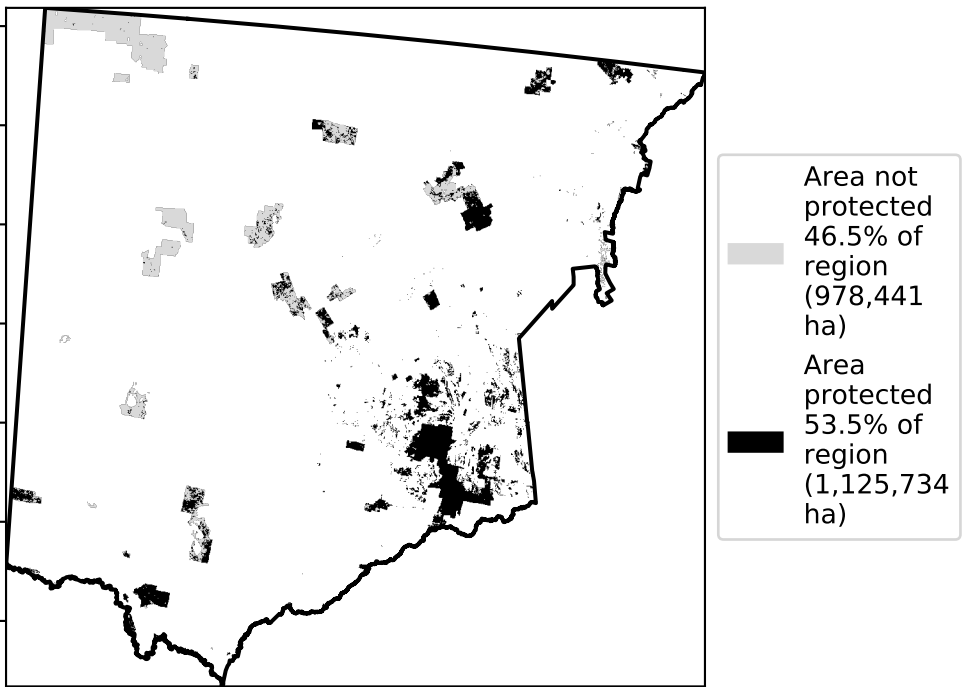 Area not
protected
46.5% of
region
(978,441
ha)
Area
protected
53.5% of
region
(1,125,734
ha)